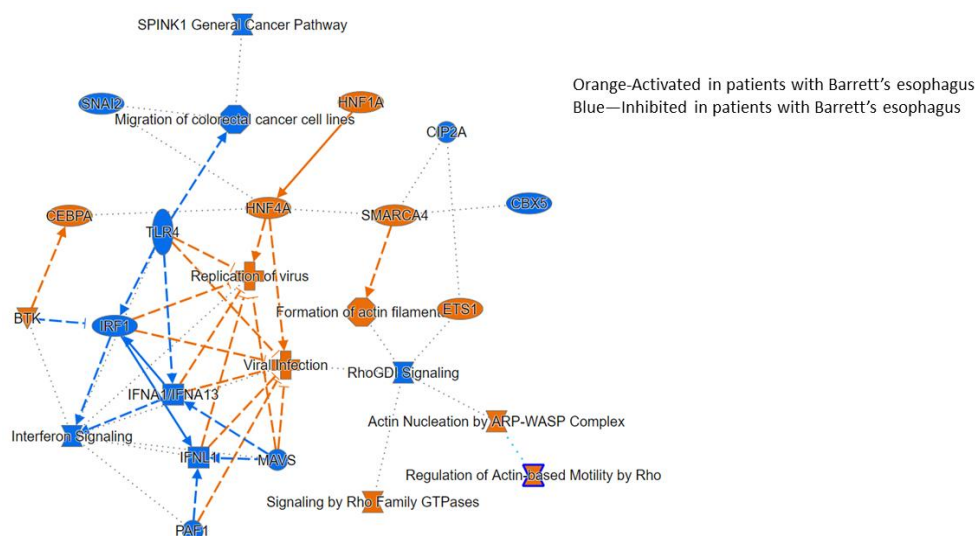 SPINK1 General Cancer Pathway
Orange-Activated in patients with Barrett’s esophagus
Blue—Inhibited in patients with Barrett’s esophagus
SNAI2
HNF1A
Migration of colorectal cancer cell lines
CIP2A
CEBPA
HNF4A
SMARCA4
CBX5
TLR4
Replication of virus
Formation of actin filament
ETS1
BTK
IRF1
Viral Infection
RhoGDI Signaling
IFNA1/IFNA13
Actin Nucleation by ARP-WASP Complex
Interferon Signaling
IFNL1
MAVS
Regulation of Actin-based Motility by Rho
Signaling by Rho Family GTPases
PAF1